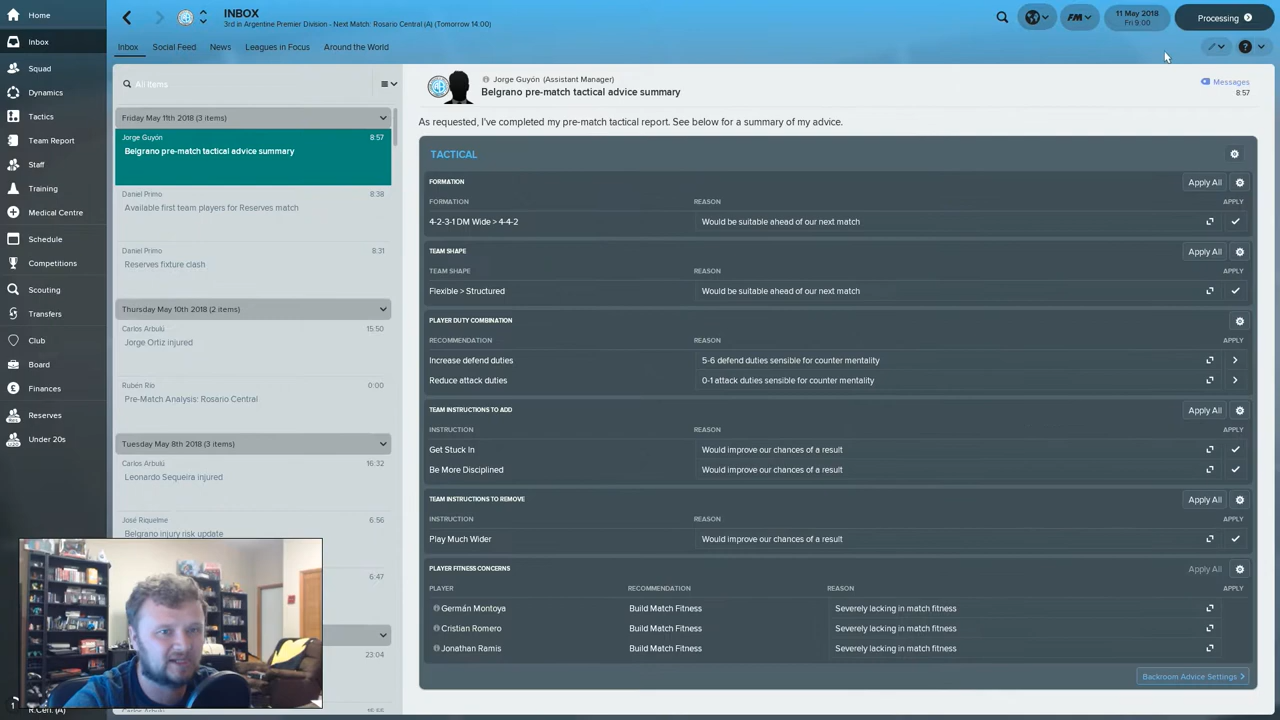 Home
Inbox
Squad
Dynamics
Tactics
Team Report
Staff
Training
Medical Centre
Schedule
Competitions
Scouting
Transfers
Club
Board
Finances
Reserves
Under 20s
1 R.Cen. (A)
INBOX
3rd in Argentine Premier Division - Next Match: Rosario Central (A) (Tomorrow 14:00)
FM
11 May 2018
Fri 9:00
Processing
Inbox Social Feed News Leagues in Focus Around the World
?
All Items
Friday May 11th 2018 (3 items)
Jorge Guyón 8:57
Belgrano pre-match tactical advice summary
Daniel Primo 8:38
Available first team players for Reserves match
Daniel Primo 8:31
Reserves fixture clash
Thursday May 10th 2018 (2 items)
Carlos Arbulú 15:50
Jorge Ortiz injured
Rubén Río 0:00
Pre-Match Analysis: Rosario Central
Tuesday May 8th 2018 (3 items)
Carlos Arbulú 16:32
Leonardo Sequeira injured
José Riquelme 6:56
Belgrano injury risk update
6:47
23:04
Jorge Guyón (Assistant Manager)
Belgrano pre-match tactical advice summary
Messages
8:57
As requested, I've completed my pre-match tactical report. See below for a summary of my advice.
TACTICAL
FORMATION Apply All
FORMATION REASON APPLY
4-2-3-1 DM Wide > 4-4-2 Would be suitable ahead of our next match
TEAM SHAPE Apply All
TEAM SHAPE REASON APPLY
Flexible > Structured Would be suitable ahead of our next match
PLAYER DUTY COMBINATION
RECOMMENDATION REASON APPLY
Increase defend duties 5-6 defend duties sensible for counter mentality
Reduce attack duties 0-1 attack duties sensible for counter mentality
TEAM INSTRUCTIONS TO ADD Apply All
INSTRUCTION REASON APPLY
Get Stuck In Would improve our chances of a result
Be More Disciplined Would improve our chances of a result
TEAM INSTRUCTIONS TO REMOVE Apply All
INSTRUCTION REASON APPLY
Play Much Wider Would improve our chances of a result
PLAYER FITNESS CONCERNS Apply All
PLAYER RECOMMENDATION REASON APPLY
Germán Montoya Build Match Fitness Severely lacking in match fitness
Cristian Romero Build Match Fitness Severely lacking in match fitness
Jonathan Ramis Build Match Fitness Severely lacking in match fitness
Backroom Advice Settings >